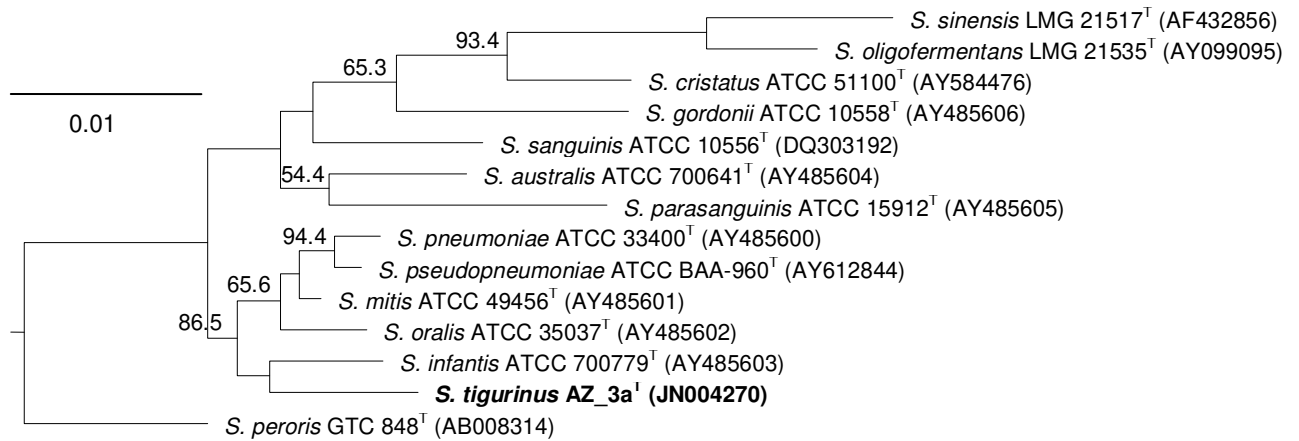 S. sinensis LMG 21517ᵀ (AF432856)
93.4
S. oligofermentans LMG 21535ᵀ (AY099095)
65.3
S. cristatus ATCC 51100ᵀ (AY584476)
0.01
S. gordonii ATCC 10558ᵀ (AY485606)
S. sanguinis ATCC 10556ᵀ (DQ303192)
54.4
S. australis ATCC 700641ᵀ (AY485604)
S. parasanguinis ATCC 15912ᵀ (AY485605)
94.4
S. pneumoniae ATCC 33400ᵀ (AY485600)
S. pseudopneumoniae ATCC BAA-960ᵀ (AY612844)
65.6
S. mitis ATCC 49456ᵀ (AY485601)
86.5
S. oralis ATCC 35037ᵀ (AY485602)
S. infantis ATCC 700779ᵀ (AY485603)
S. tigurinus AZ_3aᵀ (JN004270)
S. peroris GTC 848ᵀ (AB008314)